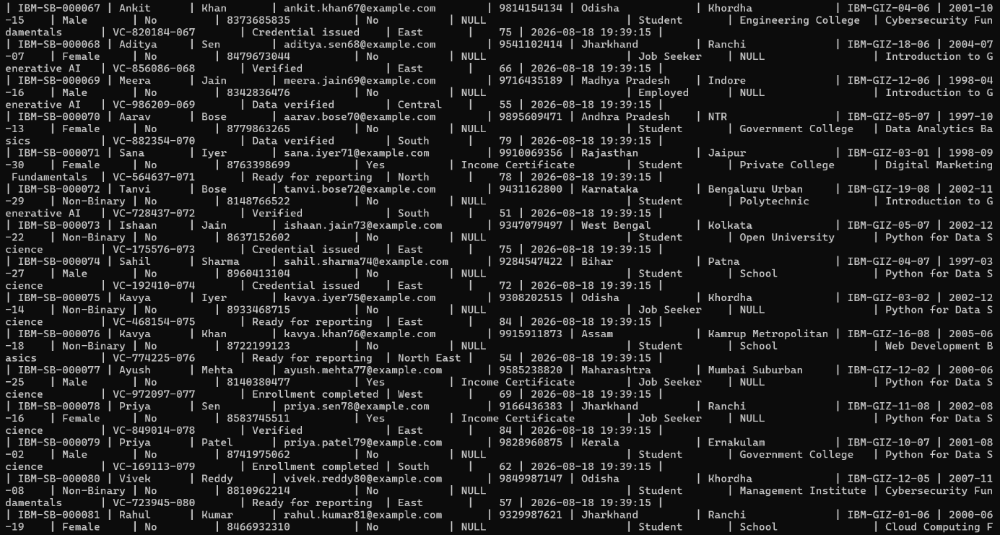 | IBM-SB-000067 | Ankit      | Khan       | ankit.khan67@example.com        | 9814154134 | Odisha            | Khordha             | IBM-GIZ-04-06 | 2001-10
-15    | Male       | No         | 8373685835         | No            | NULL                      | Student        | Engineering College  | Cybersecurity Fun
damentals      | VC-820184-067       | Credential issued    | East       |    75 | 2026-08-18 19:39:15 |
| IBM-SB-000068 | Aditya     | Sen        | aditya.sen68@example.com        | 9541102414 | Jharkhand         | Ranchi              | IBM-GIZ-18-06 | 2004-07
-07    | Female     | No         | 8479673044         | No            | NULL                      | Job Seeker     | NULL                 | Introduction to G
enerative AI   | VC-856086-068       | Verified             | East       |    66 | 2026-08-18 19:39:15 |
| IBM-SB-000069 | Meera      | Jain       | meera.jain69@example.com        | 9716435189 | Madhya Pradesh    | Indore              | IBM-GIZ-12-06 | 1998-04
-16    | Male       | No         | 8342836476         | No            | NULL                      | Employed       | NULL                 | Introduction to G
enerative AI   | VC-986209-069       | Data verified        | Central    |    55 | 2026-08-18 19:39:15 |
| IBM-SB-000070 | Aarav      | Bose       | aarav.bose70@example.com        | 9895609471 | Andhra Pradesh    | NTR                 | IBM-GIZ-05-07 | 1997-10
-13    | Female     | No         | 8779863265         | No            | NULL                      | Student        | Government College   | Data Analytics Ba
sics           | VC-882354-070       | Data verified        | South      |    79 | 2026-08-18 19:39:15 |
| IBM-SB-000071 | Sana       | Iyer       | sana.iyer71@example.com         | 9910069356 | Rajasthan         | Jaipur              | IBM-GIZ-03-01 | 1998-09
-30    | Female     | No         | 8763398699         | Yes           | Income Certificate        | Student        | Private College      | Digital Marketing
 Fundamentals  | VC-564637-071       | Ready for reporting  | North      |    78 | 2026-08-18 19:39:15 |
| IBM-SB-000072 | Tanvi      | Bose       | tanvi.bose72@example.com        | 9431162800 | Karnataka         | Bengaluru Urban     | IBM-GIZ-19-08 | 2002-11
-29    | Non-Binary | No         | 8148766522         | No            | NULL                      | Student        | Polytechnic          | Introduction to G
enerative AI   | VC-728437-072       | Verified             | South      |    51 | 2026-08-18 19:39:15 |
| IBM-SB-000073 | Ishaan     | Jain       | ishaan.jain73@example.com       | 9347079497 | West Bengal       | Kolkata             | IBM-GIZ-05-07 | 2002-12
-22    | Non-Binary | No         | 8637152602         | No            | NULL                      | Student        | Open University      | Python for Data S
cience         | VC-175576-073       | Credential issued    | East       |    75 | 2026-08-18 19:39:15 |
| IBM-SB-000074 | Sahil      | Sharma     | sahil.sharma74@example.com      | 9284547422 | Bihar             | Patna               | IBM-GIZ-04-07 | 1997-03
-27    | Male       | No         | 8960413104         | No            | NULL                      | Student        | School               | Python for Data S
cience         | VC-192410-074       | Credential issued    | East       |    72 | 2026-08-18 19:39:15 |
| IBM-SB-000075 | Kavya      | Iyer       | kavya.iyer75@example.com        | 9308202515 | Odisha            | Khordha             | IBM-GIZ-03-02 | 2002-12
-14    | Non-Binary | No         | 8933468715         | No            | NULL                      | Job Seeker     | NULL                 | Python for Data S
cience         | VC-468154-075       | Ready for reporting  | East       |    84 | 2026-08-18 19:39:15 |
| IBM-SB-000076 | Kavya      | Khan       | kavya.khan76@example.com        | 9915911873 | Assam             | Kamrup Metropolitan | IBM-GIZ-16-08 | 2005-06
-18    | Non-Binary | No         | 8722199123         | No            | NULL                      | Student        | School               | Web Development B
asics          | VC-774225-076       | Ready for reporting  | North East |    54 | 2026-08-18 19:39:15 |
| IBM-SB-000077 | Ayush      | Mehta      | ayush.mehta77@example.com       | 9585238820 | Maharashtra       | Mumbai Suburban     | IBM-GIZ-12-02 | 2000-06
-25    | Male       | No         | 8140380477         | Yes           | Income Certificate        | Job Seeker     | NULL                 | Python for Data S
cience         | VC-972097-077       | Enrollment completed | West       |    69 | 2026-08-18 19:39:15 |
| IBM-SB-000078 | Priya      | Sen        | priya.sen78@example.com         | 9166436383 | Jharkhand         | Ranchi              | IBM-GIZ-11-08 | 2002-08
-16    | Female     | No         | 8583745511         | Yes           | Income Certificate        | Job Seeker     | NULL                 | Python for Data S
cience         | VC-849014-078       | Verified             | East       |    84 | 2026-08-18 19:39:15 |
| IBM-SB-000079 | Priya      | Patel      | priya.patel79@example.com       | 9828960875 | Kerala            | Ernakulam           | IBM-GIZ-10-07 | 2001-08
-02    | Male       | No         | 8741975062         | No            | NULL                      | Student        | Government College   | Python for Data S
cience         | VC-169113-079       | Enrollment completed | South      |    62 | 2026-08-18 19:39:15 |
| IBM-SB-000080 | Vivek      | Reddy      | vivek.reddy80@example.com       | 9849987147 | Odisha            | Khordha             | IBM-GIZ-12-05 | 2007-11
-08    | Non-Binary | No         | 8810962214         | No            | NULL                      | Student        | Management Institute | Cybersecurity Fun
damentals      | VC-723945-080       | Ready for reporting  | East       |    57 | 2026-08-18 19:39:15 |
| IBM-SB-000081 | Rahul      | Kumar      | rahul.kumar81@example.com       | 9329987621 | Jharkhand         | Ranchi              | IBM-GIZ-01-06 | 2000-06
-19    | Female     | No         | 8466932310         | No            | NULL                      | Student        | School               | Cloud Computing F